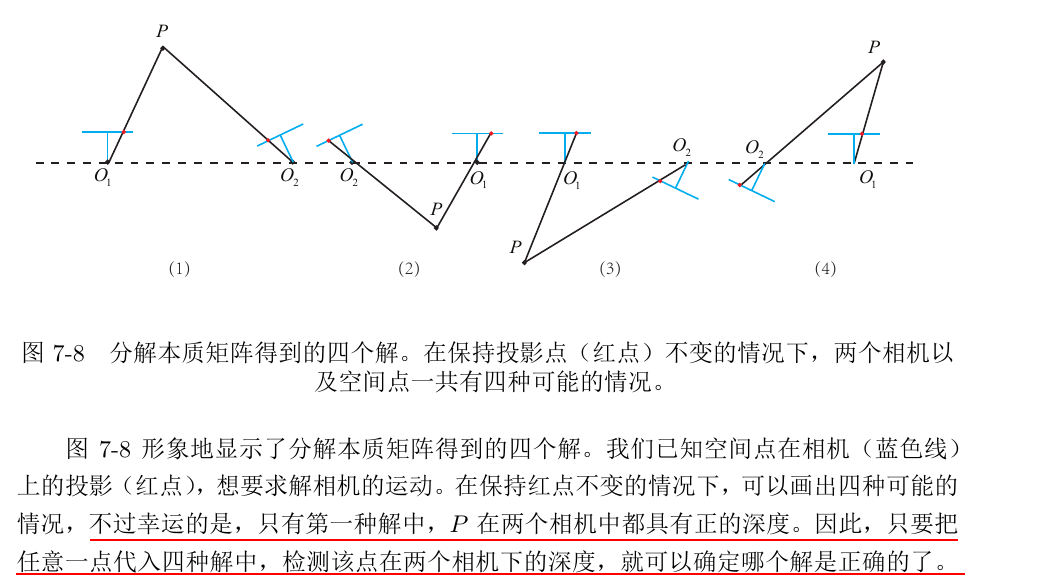 P
P
O1
O2
O2
O1
O1
O2
O2
O1
P
P
(1)
(2)
(3)
(4)
图 7-8 分解本质矩阵得到的四个解。在保持投影点（红点）不变的情况下，两个相机以
及空间点一共有四种可能的情况。
图 7-8 形象地显示了分解本质矩阵得到的四个解。我们已知空间点在相机（蓝色线）
上的投影（红点），想要求解相机的运动。在保持红点不变的情况下，可以画出四种可能的
情况，不过幸运的是，只有第一种解中，P 在两个相机中都具有正的深度。因此，只要把
任意一点代入四种解中，检测该点在两个相机下的深度，就可以确定哪个解是正确的了。